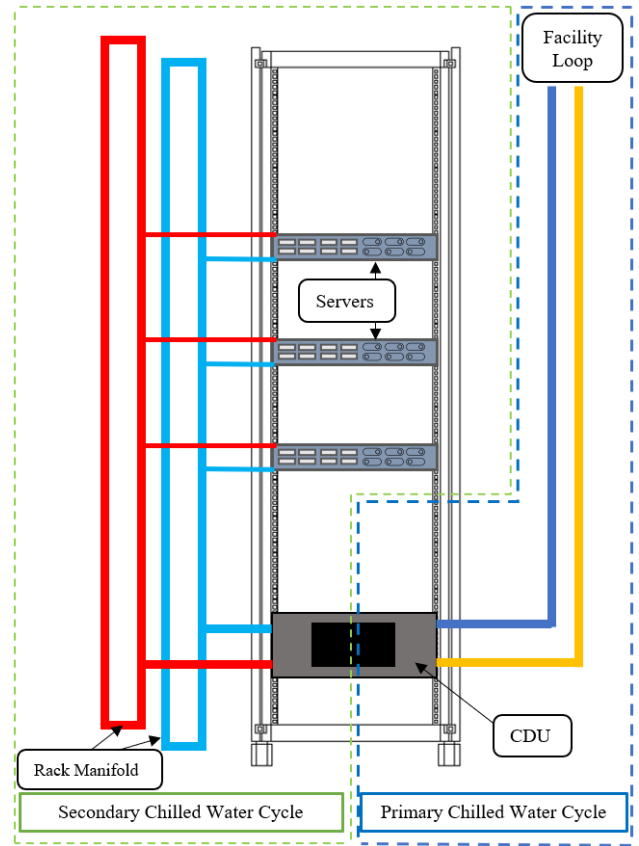 Facility
Loop
Servers
CDU
Rack Manifold
Secondary Chilled Water Cycle
Primary Chilled Water Cycle